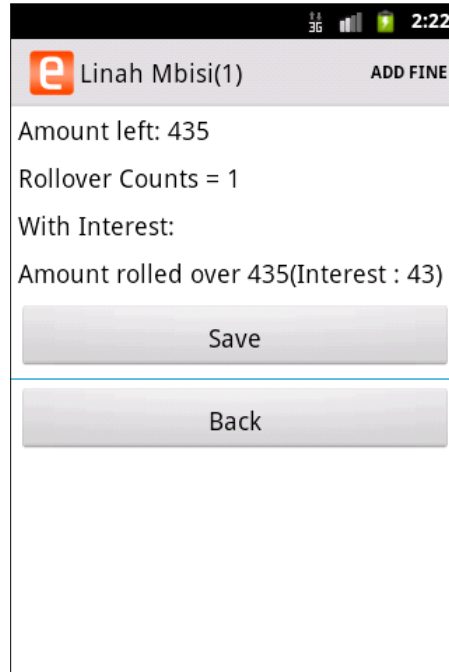 3G 2:22
e Linah Mbisi(1) ADD FINE
Amount left: 435
Rollover Counts = 1
With Interest:
Amount rolled over 435(Interest : 43)
Save
Back